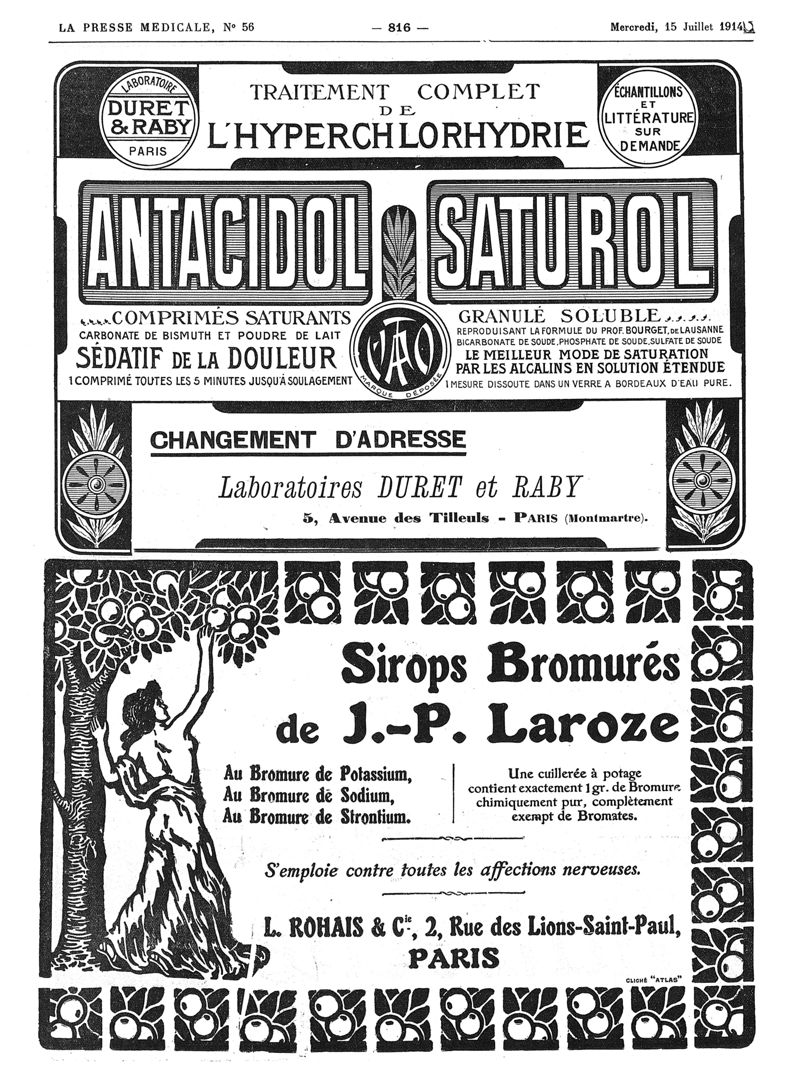 LA PRESSE MEDICALE, N° 56
— 816 —
Mercredi, 15 Juillet 1914
LABORATOIRE
DURET
& RABY
PARIS
TRAITEMENT COMPLET
DE
L'HYPERCHLORHYDRIE
ÉCHANTILLONS
ET
LITTÉRATURE
SUR
DEMANDE
ANTACIDOL
SATUROL
COMPRIMÉS SATURANTS
CARBONATE DE BISMUTH ET POUDRE DE LAIT
SÉDATIF DE LA DOULEUR
1 COMPRIMÉ TOUTES LES 5 MINUTES JUSQU'À SOULAGEMENT
MARQUE DÉPOSÉE
GRANULÉ SOLUBLE
REPRODUISANT LA FORMULE DU PROF. BOURGET, DE LAUSANNE
BICARBONATE DE SOUDE, PHOSPHATE DE SOUDE, SULFATE DE SOUDE
LE MEILLEUR MODE DE SATURATION
PAR LES ALCALINS EN SOLUTION ÉTENDUE
1 MESURE DISSOUTE DANS UN VERRE A BORDEAUX D'EAU PURE.
CHANGEMENT D'ADRESSE
Laboratoires DURET et RABY
5, Avenue des Tilleuls - PARIS (Montmartre).
Sirops Bromurés
de J.-P. Laroze
Au Bromure de Potassium,
Au Bromure de Sodium,
Au Bromure de Strontium.
Une cuillerée à potage
contient exactement 1 gr. de Bromure
chimiquement pur, complètement
exempt de Bromates.
S'emploie contre toutes les affections nerveuses.
L. ROHAIS & Cie, 2, Rue des Lions-Saint-Paul,
PARIS
CLICHÉ "ATLAS"